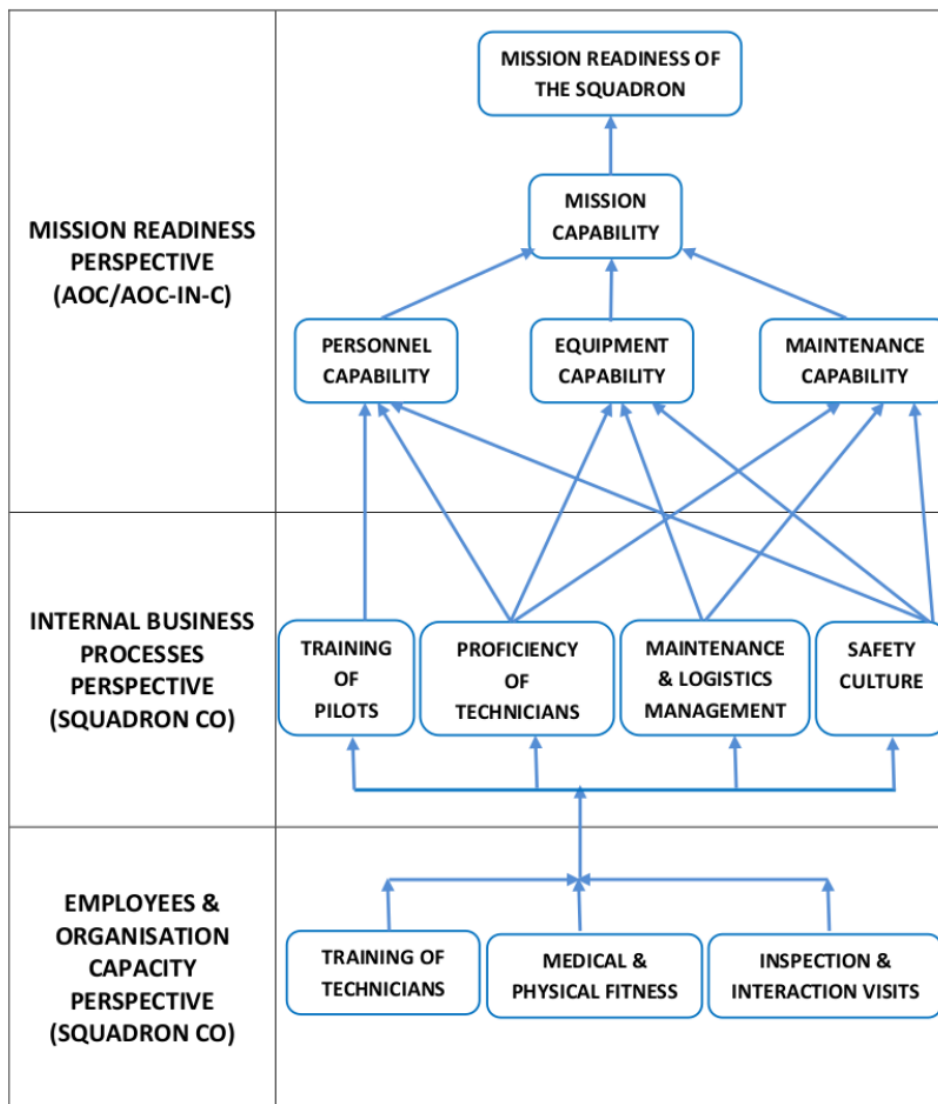 MISSION READINESS OF
THE SQUADRON
MISSION
CAPABILITY
MISSION READINESS
PERSPECTIVE
(AOC/AOC-IN-C)
PERSONNEL
CAPABILITY
EQUIPMENT
CAPABILITY
MAINTENANCE
CAPABILITY
INTERNAL BUSINESS
PROCESSES
PERSPECTIVE
(SQUADRON CO)
TRAINING
OF
PILOTS
PROFICIENCY
OF
TECHNICIANS
MAINTENANCE
& LOGISTICS
MANAGEMENT
SAFETY
CULTURE
EMPLOYEES &
ORGANISATION
CAPACITY
PERSPECTIVE
(SQUADRON CO)
TRAINING OF
TECHNICIANS
MEDICAL &
PHYSICAL FITNESS
INSPECTION &
INTERACTION VISITS